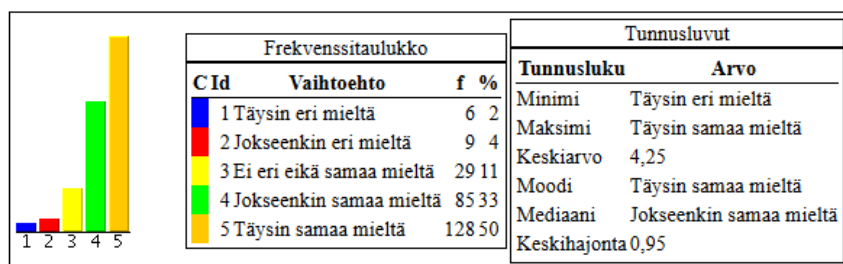 1 2 3 4 5
Frekvenssitaulukko
C Id Vaihtoehto f %
1 Täysin eri mieltä 6 2
2 Jokseenkin eri mieltä 9 4
3 Ei eri eikä samaa mieltä 29 11
4 Jokseenkin samaa mieltä 85 33
5 Täysin samaa mieltä 128 50
Tunnusluvut
Tunnusluku Arvo
Minimi Täysin eri mieltä
Maksimi Täysin samaa mieltä
Keskiarvo 4,25
Moodi Täysin samaa mieltä
Mediaani Jokseenkin samaa mieltä
Keskihajonta 0,95